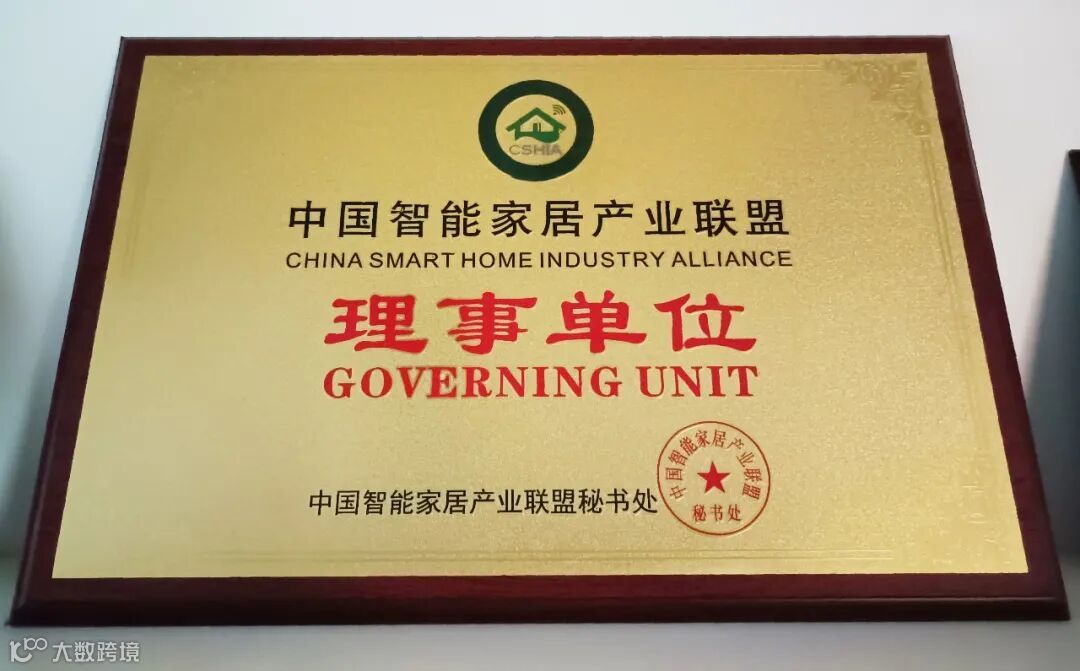 CSHIA
中国智能家居产业联盟
CHINA SMART HOME INDUSTRY ALLIANCE
理事单位
GOVERNING UNIT
中国智能家居产业联盟秘书处
中国智能家居产业联盟
秘书处
大数跨境